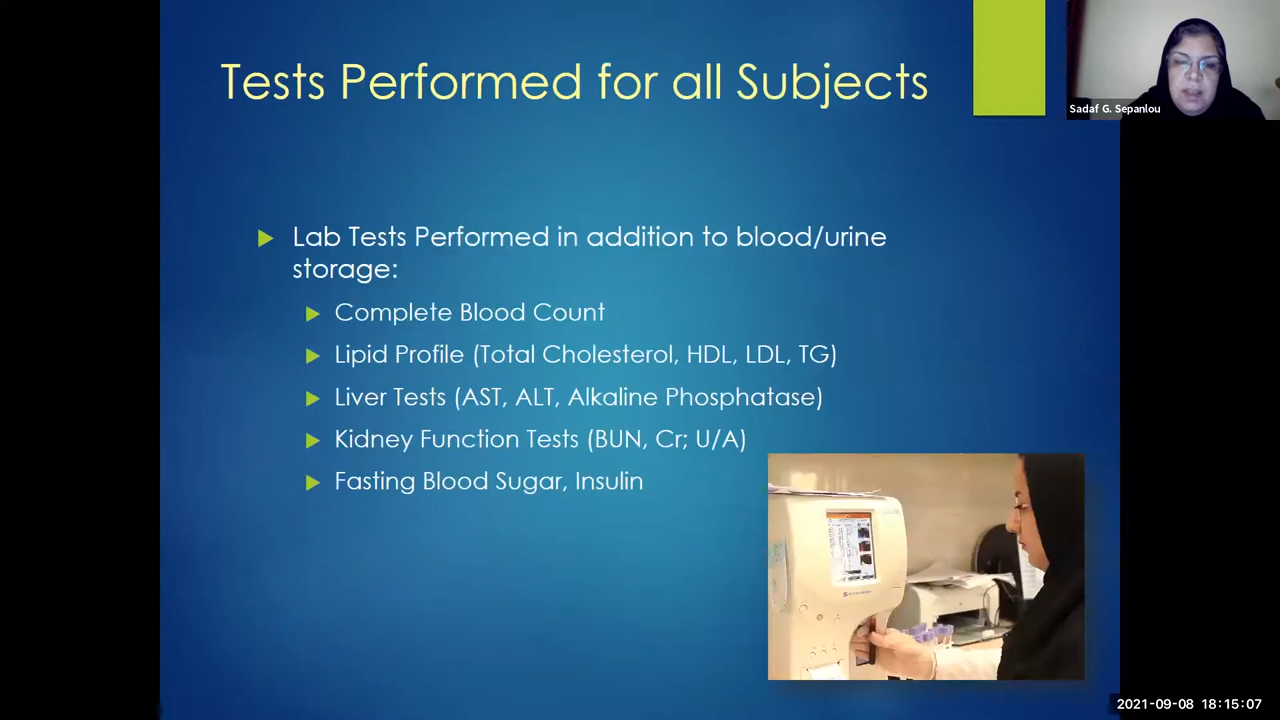 Tests Performed for all Subjects
Sadaf G. Sepanlou
Lab Tests Performed in addition to blood/urine
storage:
Complete Blood Count
Lipid Profile (Total Cholesterol, HDL, LDL, TG)
Liver Tests (AST, ALT, Alkaline Phosphatase)
Kidney Function Tests (BUN, Cr; U/A)
Fasting Blood Sugar, Insulin
2021-09-08 18:15:07